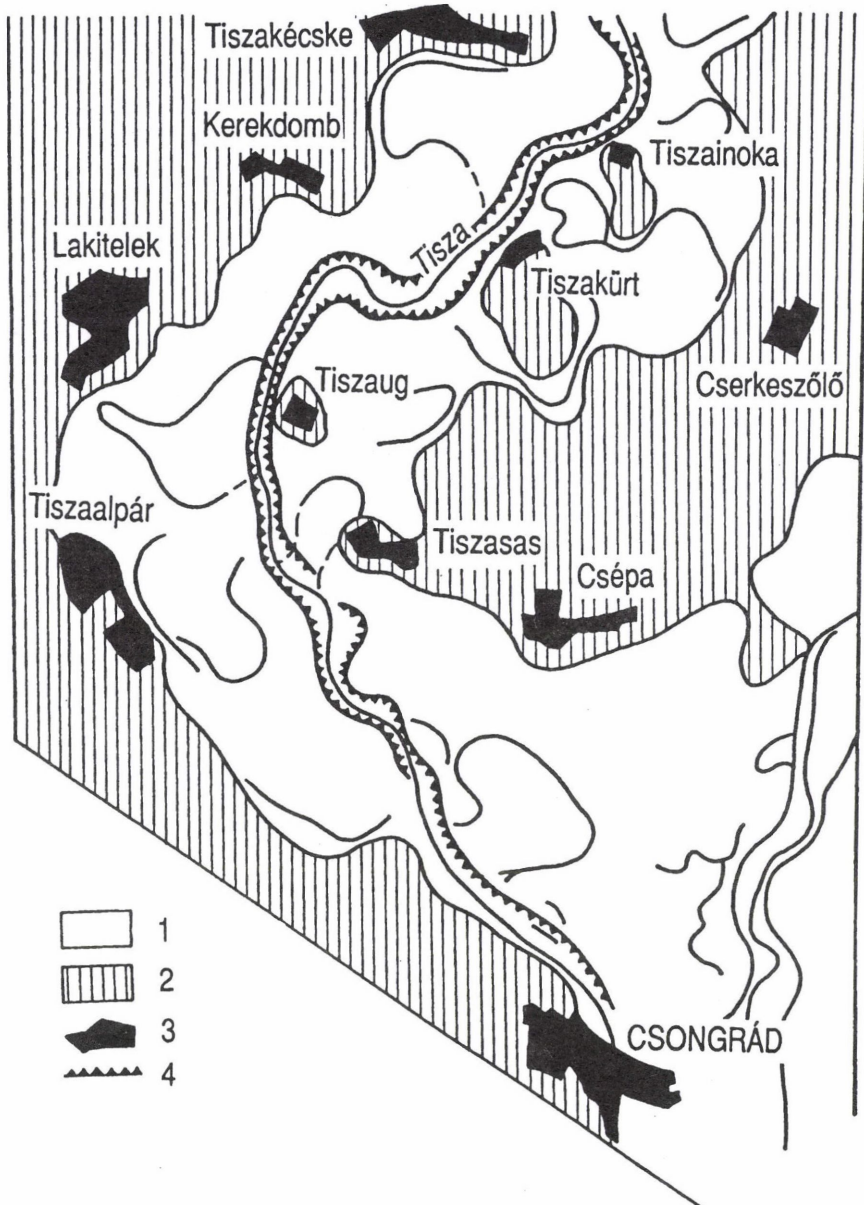 Tiszakécske
Kerekdomb
Tiszainoka
Tisza
Lakitelek
Tiszakürt
Tiszaug
Cserkeszőlő
Tiszaalpár
Tiszasas
Csépa
1
2
3
4
CSONGRÁD